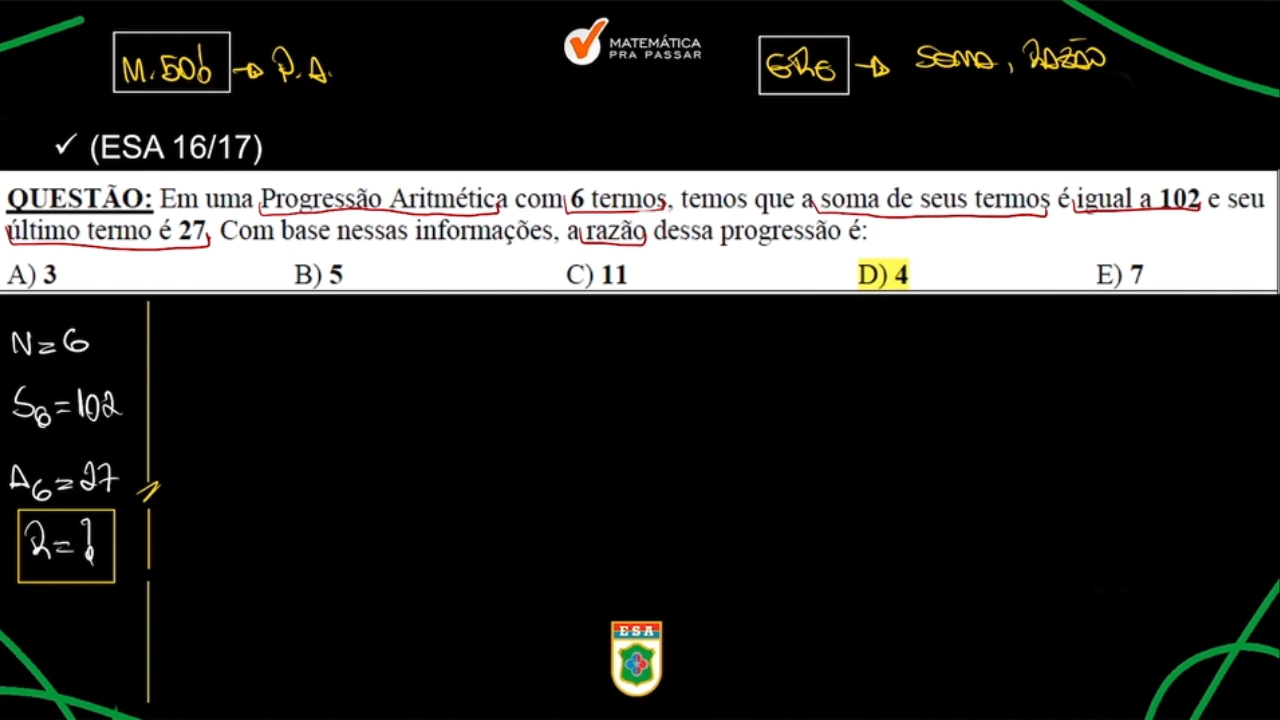 M.50b → P.A.
MATEMÁTICA
PRA PASSAR
GRG → SOMA, RAZÃO
✓ (ESA 16/17)
QUESTÃO: Em uma Progressão Aritmética com 6 termos, temos que a soma de seus termos é igual a 102 e seu
último termo é 27. Com base nessas informações, a razão dessa progressão é:
A) 3 B) 5 C) 11 D) 4 E) 7
N=6
S6=102
A6=27
R=?
ESA